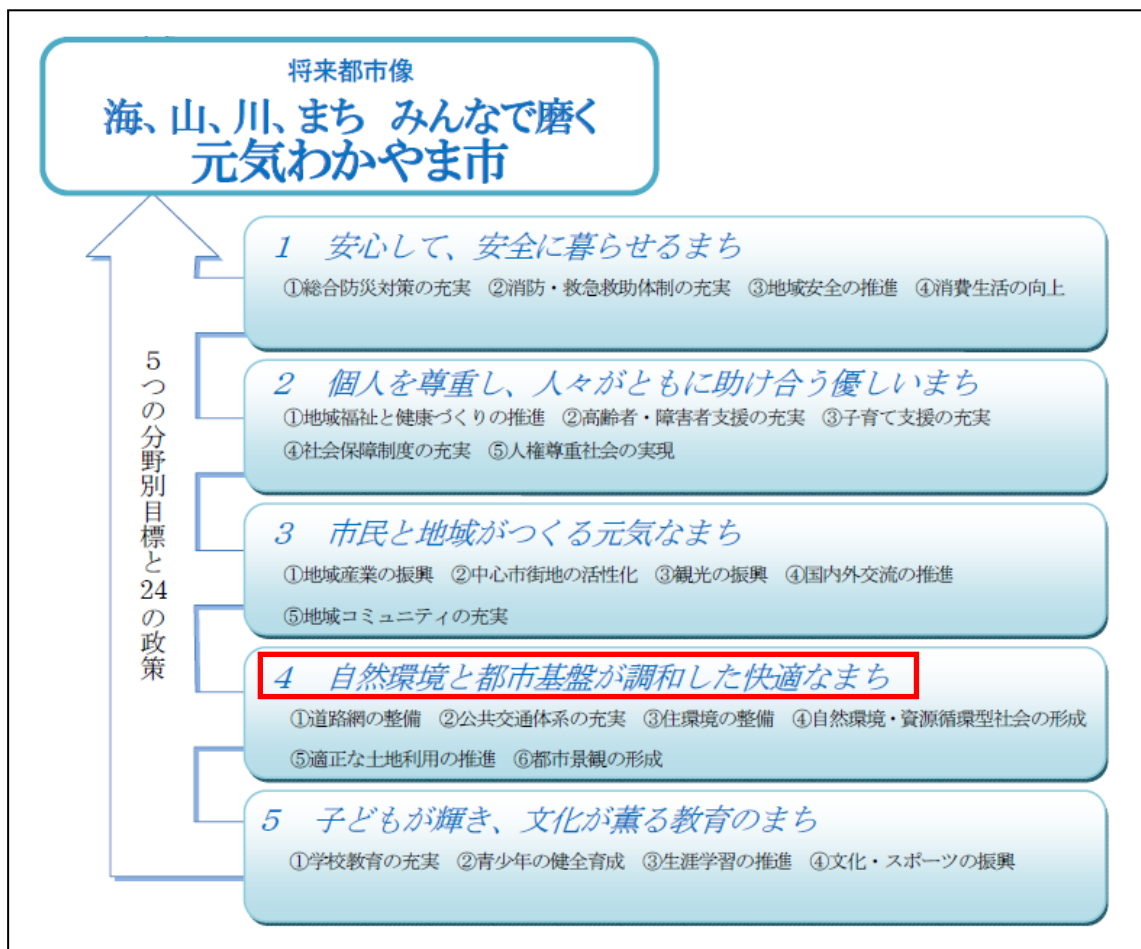 将来都市像
海、山、川、まち　みんなで磨く
元気わかやま市
5つの分野別目標と24の政策
1　安心して、安全に暮らせるまち
①総合防災対策の充実　②消防・救急救助体制の充実　③地域安全の推進　④消費生活の向上
2　個人を尊重し、人々がともに助け合う優しいまち
①地域福祉と健康づくりの推進　②高齢者・障害者支援の充実　③子育て支援の充実
④社会保障制度の充実　⑤人権尊重社会の実現
3　市民と地域がつくる元気なまち
①地域産業の振興　②中心市街地の活性化　③観光の振興　④国内外交流の推進
⑤地域コミュニティの充実
4　自然環境と都市基盤が調和した快適なまち
①道路網の整備　②公共交通体系の充実　③住環境の整備　④自然環境・資源循環型社会の形成
⑤適正な土地利用の推進　⑥都市景観の形成
5　子どもが輝き、文化が薫る教育のまち
①学校教育の充実　②青少年の健全育成　③生涯学習の推進　④文化・スポーツの振興